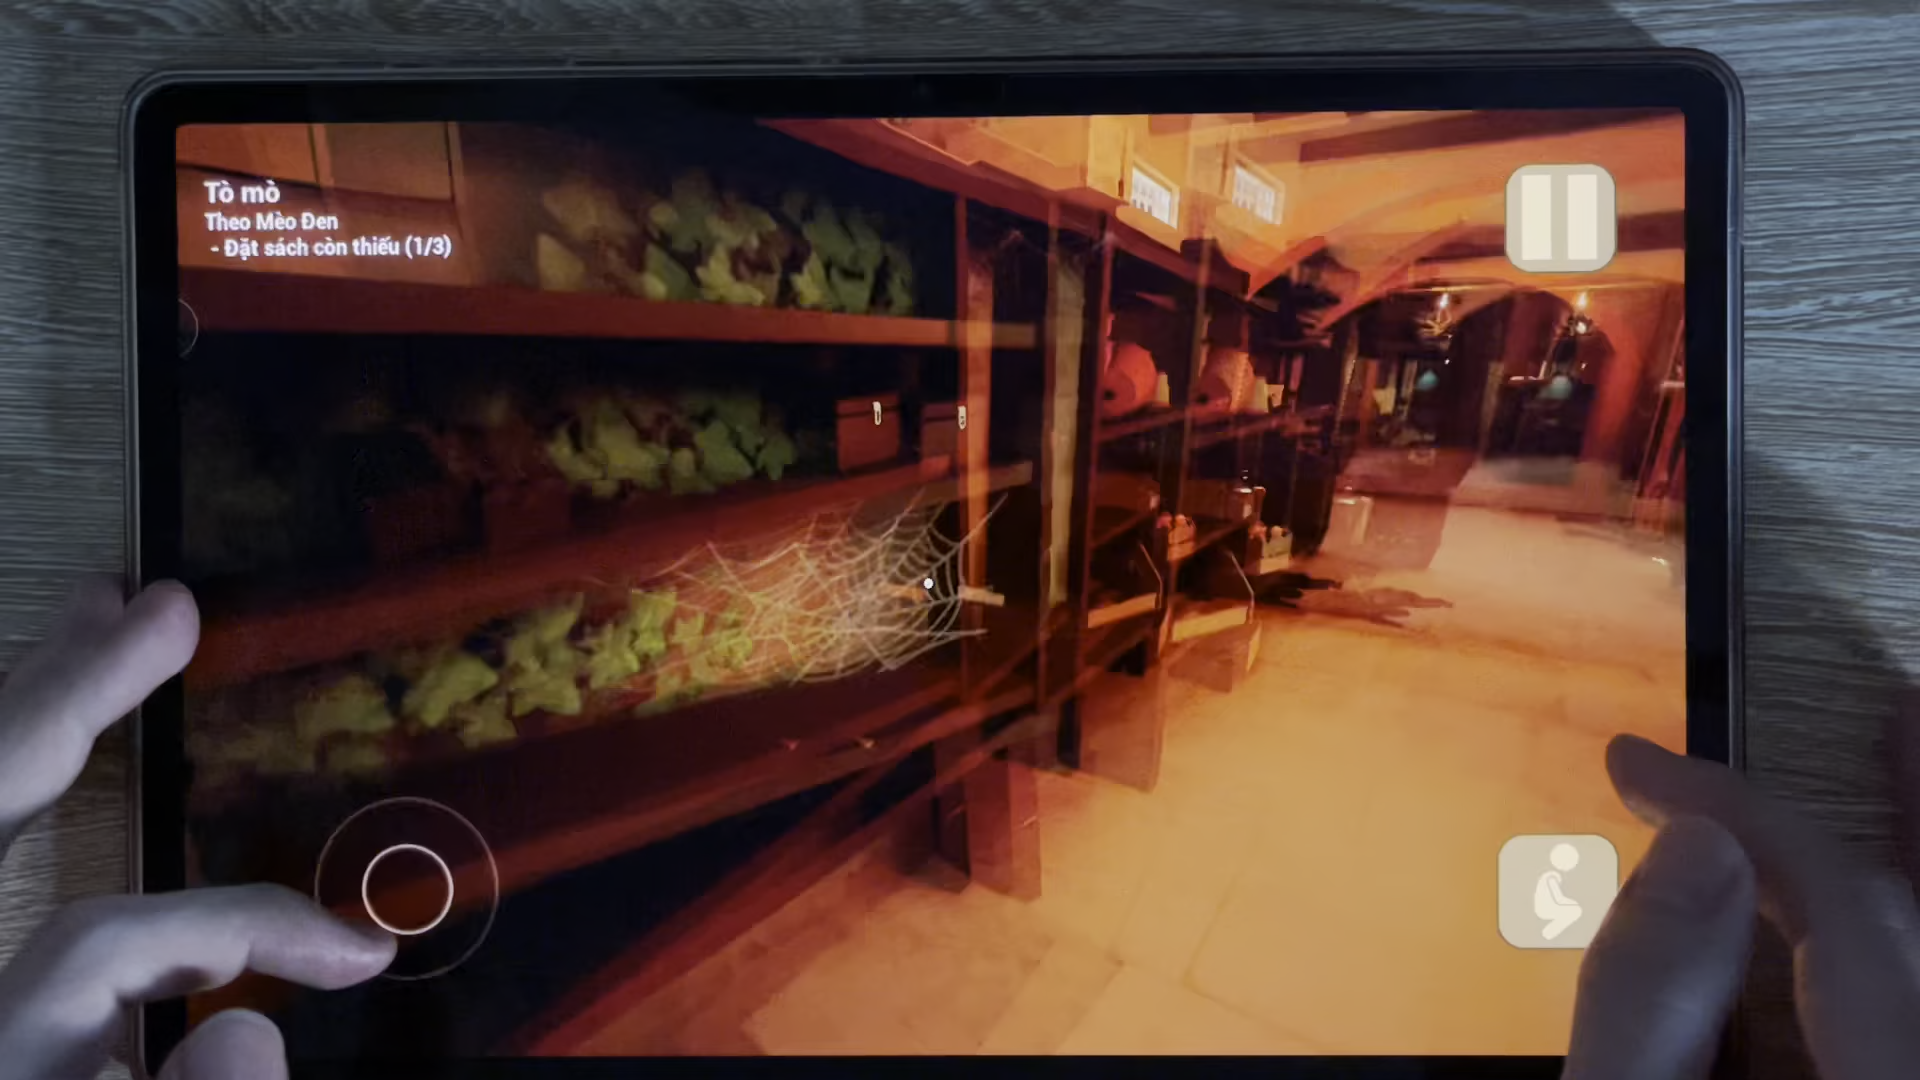 Tò mò
Theo Mèo Đen
- Đặt sách còn thiếu (1/3)